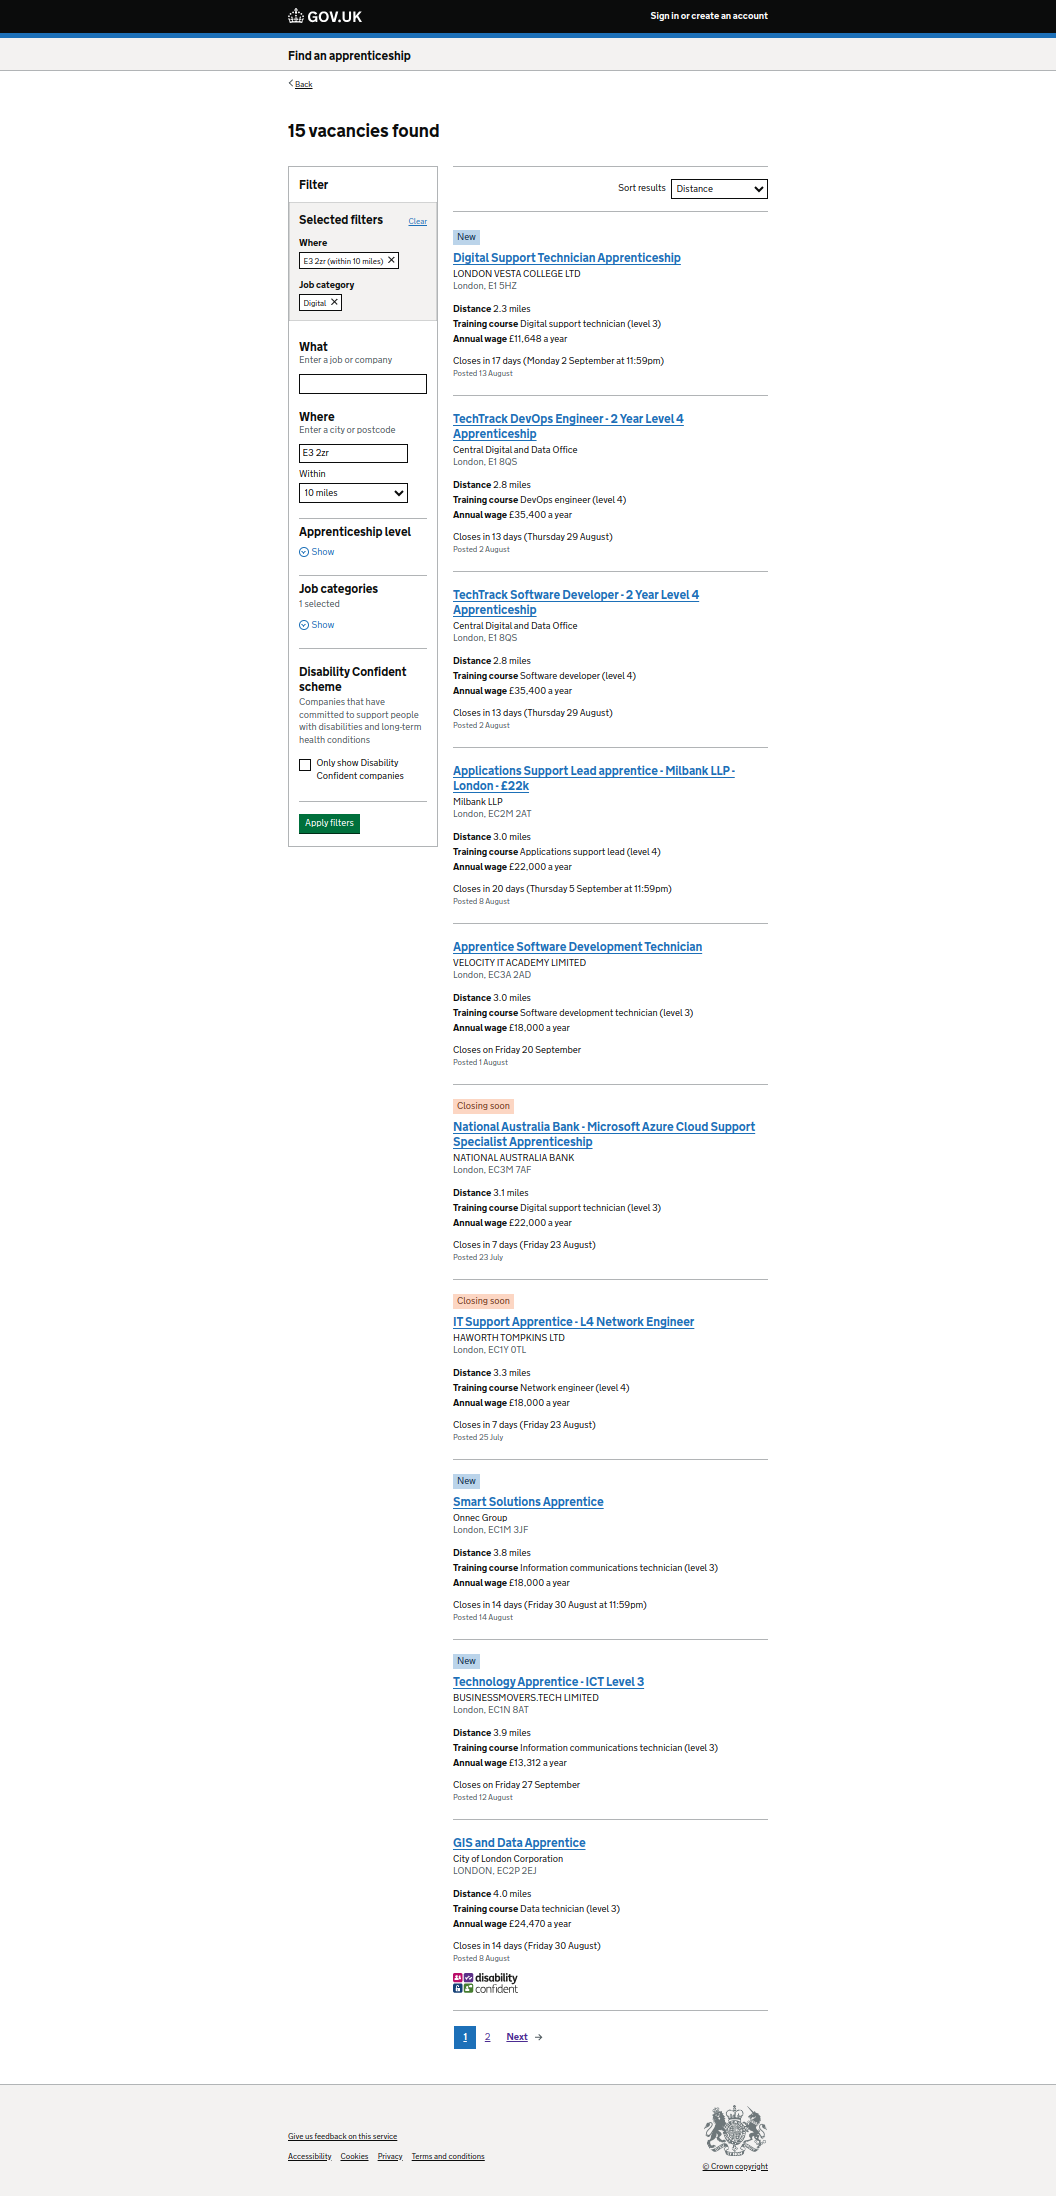 GOV.UK
Sign in or create an account
Find an apprenticeship
Back
15 vacancies found
Filter
Selected filters
Clear
Where
E3 2zr (within 10 miles) ✕
Job category
Digital ✕
What
Enter a job or company
Where
Enter a city or postcode
E3 2zr
Within
10 miles
Apprenticeship level
Show
Job categories
1 selected
Show
Disability Confident
scheme
Companies that have
committed to support people
with disabilities and long-term
health conditions
Only show Disability
Confident companies
Apply filters
Sort results
Distance
New
Digital Support Technician Apprenticeship
LONDON VESTA COLLEGE LTD
London, E1 5HZ
Distance 2.3 miles
Training course Digital support technician (level 3)
Annual wage £11,648 a year
Closes in 17 days (Monday 2 September at 11:59pm)
Posted 13 August
TechTrack DevOps Engineer - 2 Year Level 4
Apprenticeship
Central Digital and Data Office
London, E1 8QS
Distance 2.8 miles
Training course DevOps engineer (level 4)
Annual wage £35,400 a year
Closes in 13 days (Thursday 29 August)
Posted 2 August
TechTrack Software Developer - 2 Year Level 4
Apprenticeship
Central Digital and Data Office
London, E1 8QS
Distance 2.8 miles
Training course Software developer (level 4)
Annual wage £35,400 a year
Closes in 13 days (Thursday 29 August)
Posted 2 August
Applications Support Lead apprentice - Milbank LLP -
London - £22k
Milbank LLP
London, EC2M 2AT
Distance 3.0 miles
Training course Applications support lead (level 4)
Annual wage £22,000 a year
Closes in 20 days (Thursday 5 September at 11:59pm)
Posted 8 August
Apprentice Software Development Technician
VELOCITY IT ACADEMY LIMITED
London, EC3A 2AD
Distance 3.0 miles
Training course Software development technician (level 3)
Annual wage £18,000 a year
Closes on Friday 20 September
Posted 1 August
Closing soon
National Australia Bank - Microsoft Azure Cloud Support
Specialist Apprenticeship
NATIONAL AUSTRALIA BANK
London, EC3M 7AF
Distance 3.1 miles
Training course Digital support technician (level 3)
Annual wage £22,000 a year
Closes in 7 days (Friday 23 August)
Posted 23 July
Closing soon
IT Support Apprentice - L4 Network Engineer
HAWORTH TOMPKINS LTD
London, EC1Y 0TL
Distance 3.3 miles
Training course Network engineer (level 4)
Annual wage £18,000 a year
Closes in 7 days (Friday 23 August)
Posted 25 July
New
Smart Solutions Apprentice
Onnec Group
London, EC1M 3JF
Distance 3.8 miles
Training course Information communications technician (level 3)
Annual wage £18,000 a year
Closes in 14 days (Friday 30 August at 11:59pm)
Posted 14 August
New
Technology Apprentice - ICT Level 3
BUSINESSMOVERS.TECH LIMITED
London, EC1N 8AT
Distance 3.9 miles
Training course Information communications technician (level 3)
Annual wage £13,312 a year
Closes on Friday 27 September
Posted 12 August
GIS and Data Apprentice
City of London Corporation
LONDON, EC2P 2EJ
Distance 4.0 miles
Training course Data technician (level 3)
Annual wage £24,470 a year
Closes in 14 days (Friday 30 August)
Posted 8 August
disability
confident
1 2 Next →
Give us feedback on this service
Accessibility Cookies Privacy Terms and conditions
© Crown copyright